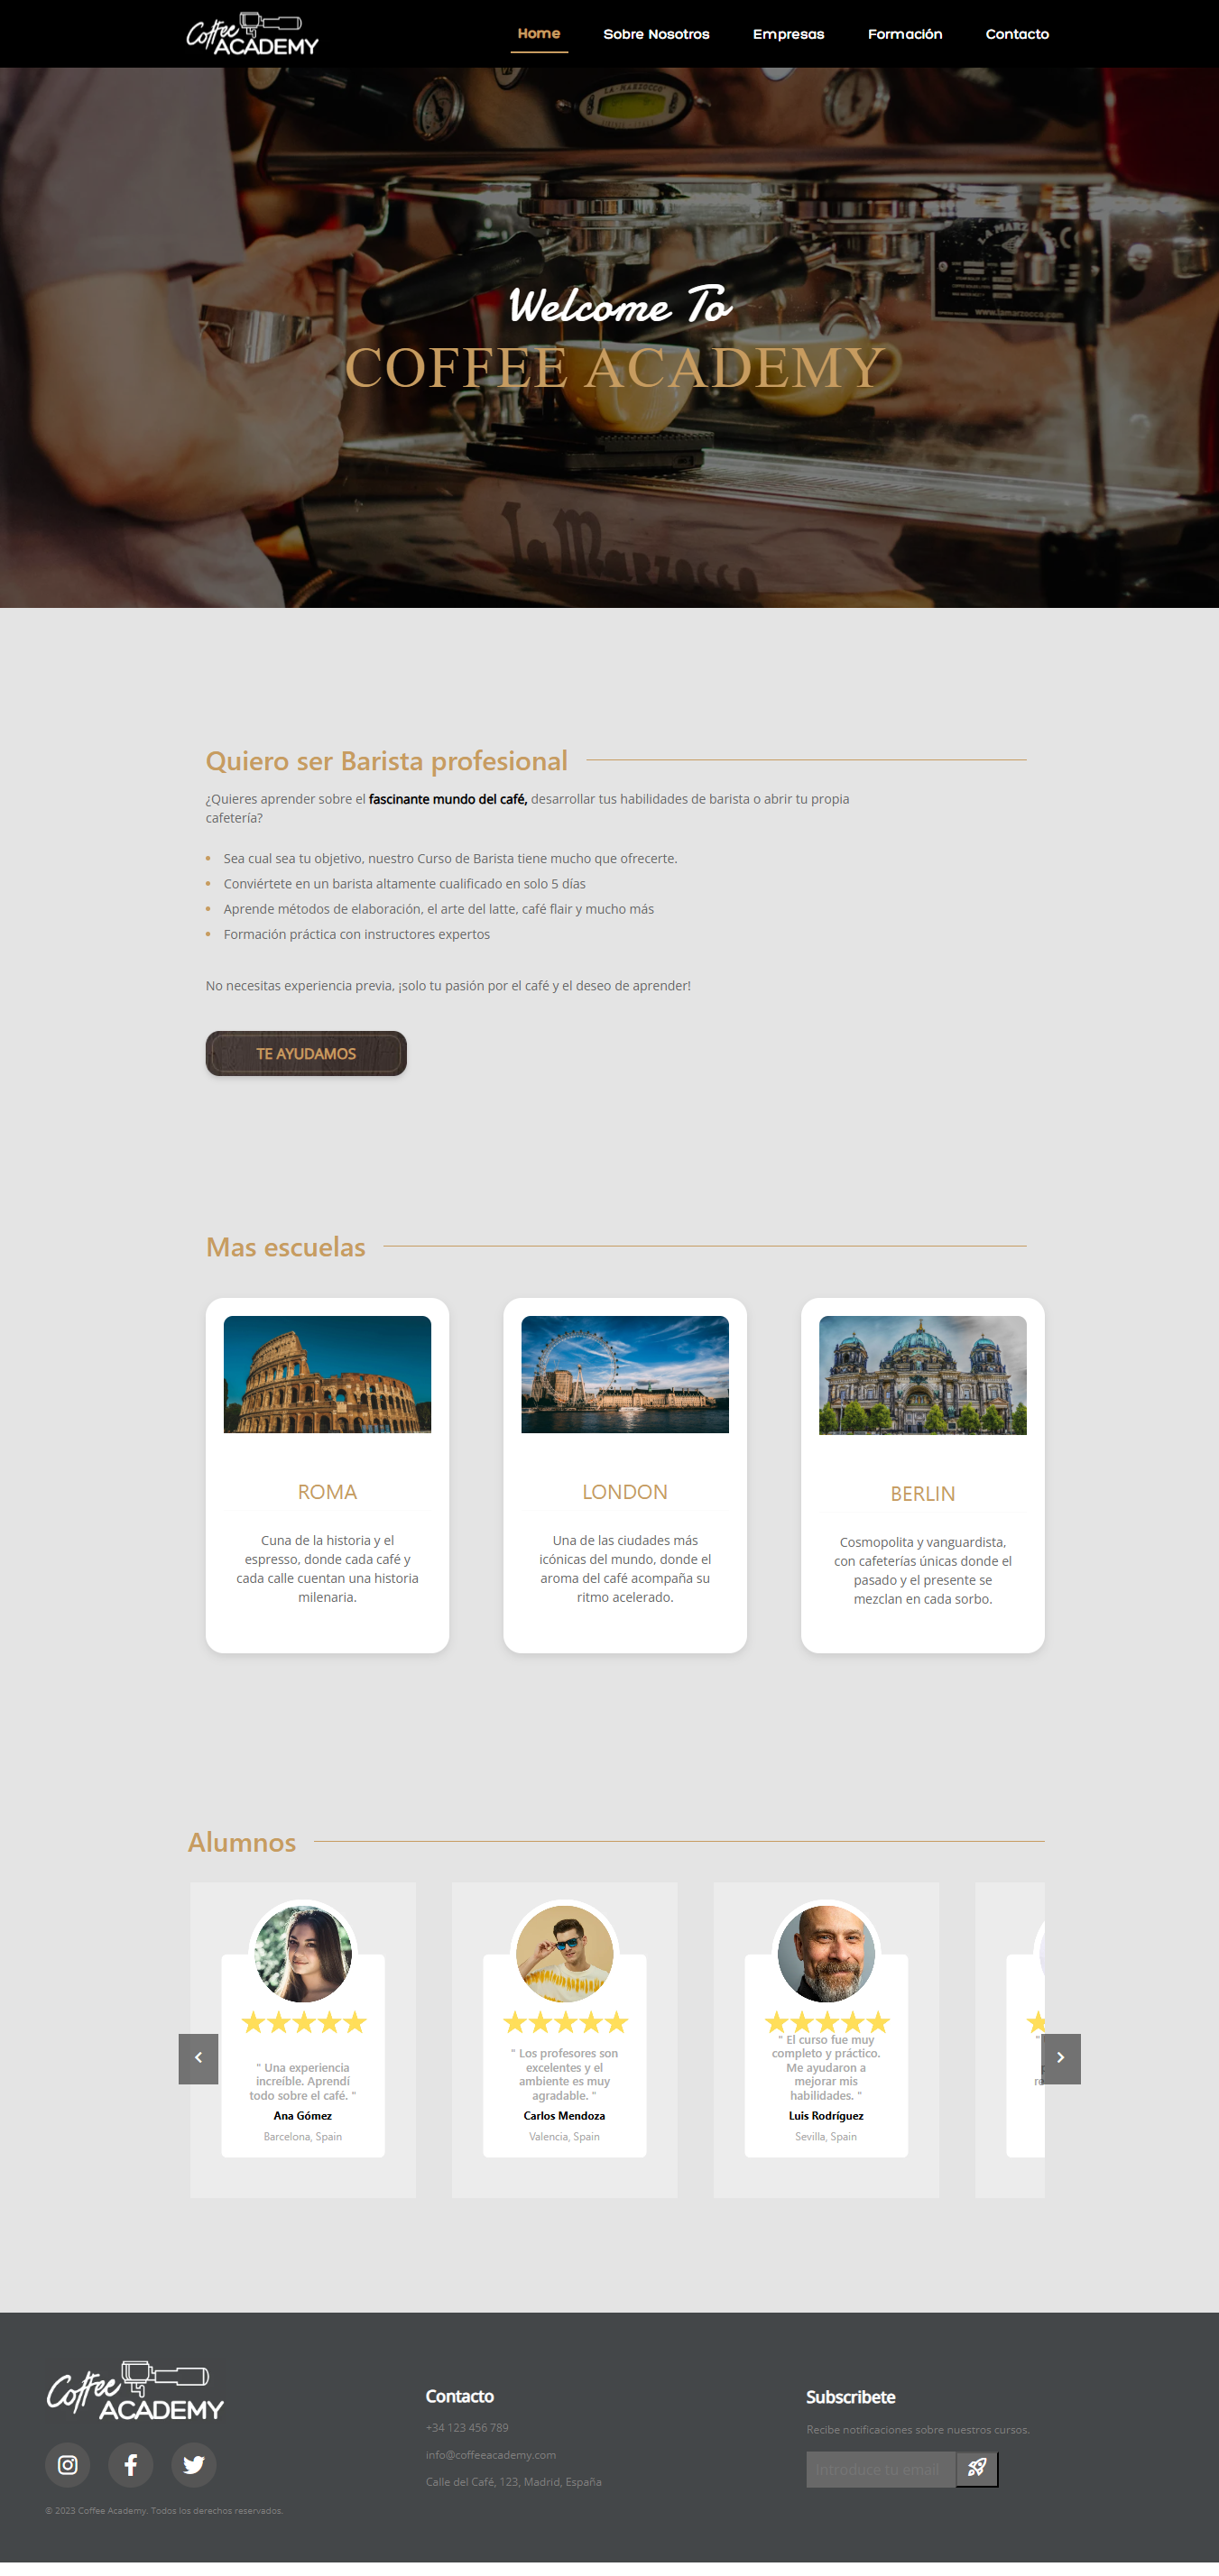 Coffee
ACADEMY
Home
Sobre Nosotros
Empresas
Formación
Contacto
LA-MARZOCCO
LA MARZ
www.lamarzocco.com
Welcome To
COFFEE ACADEMY
La Marzocco
Quiero ser Barista profesional
¿Quieres aprender sobre el fascinante mundo del café, desarrollar tus habilidades de barista o abrir tu propia
cafetería?
Sea cual sea tu objetivo, nuestro Curso de Barista tiene mucho que ofrecerte.
Conviértete en un barista altamente cualificado en solo 5 días
Aprende métodos de elaboración, el arte del latte, café flair y mucho más
Formación práctica con instructores expertos
No necesitas experiencia previa, ¡solo tu pasión por el café y el deseo de aprender!
TE AYUDAMOS
Mas escuelas
ROMA
Cuna de la historia y el
espresso, donde cada café y
cada calle cuentan una historia
milenaria.
LONDON
Una de las ciudades más
icónicas del mundo, donde el
aroma del café acompaña su
ritmo acelerado.
BERLIN
Cosmopolita y vanguardista,
con cafeterías únicas donde el
pasado y el presente se
mezclan en cada sorbo.
Alumnos
" Una experiencia
increíble. Aprendí
todo sobre el café. "
Ana Gómez
Barcelona, Spain
" Los profesores son
excelentes y el
ambiente es muy
agradable. "
Carlos Mendoza
Valencia, Spain
" El curso fue muy
completo y práctico.
Me ayudaron a
mejorar mis
habilidades. "
Luis Rodríguez
Sevilla, Spain
Coffee
ACADEMY
© 2023 Coffee Academy. Todos los derechos reservados.
Contacto
+34 123 456 789
info@coffeeacademy.com
Calle del Café, 123, Madrid, España
Subscribete
Recibe notificaciones sobre nuestros cursos.
Introduce tu email